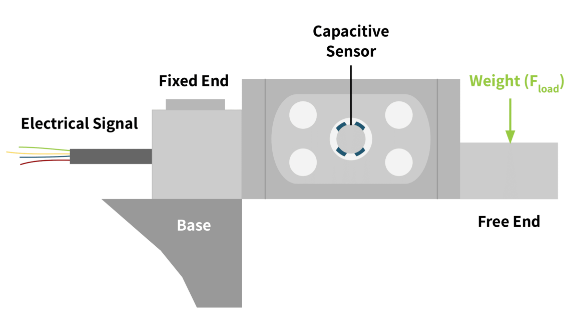 Capacitive
Sensor
Fixed End
Weight (Fload)
Electrical Signal
Base
Free End